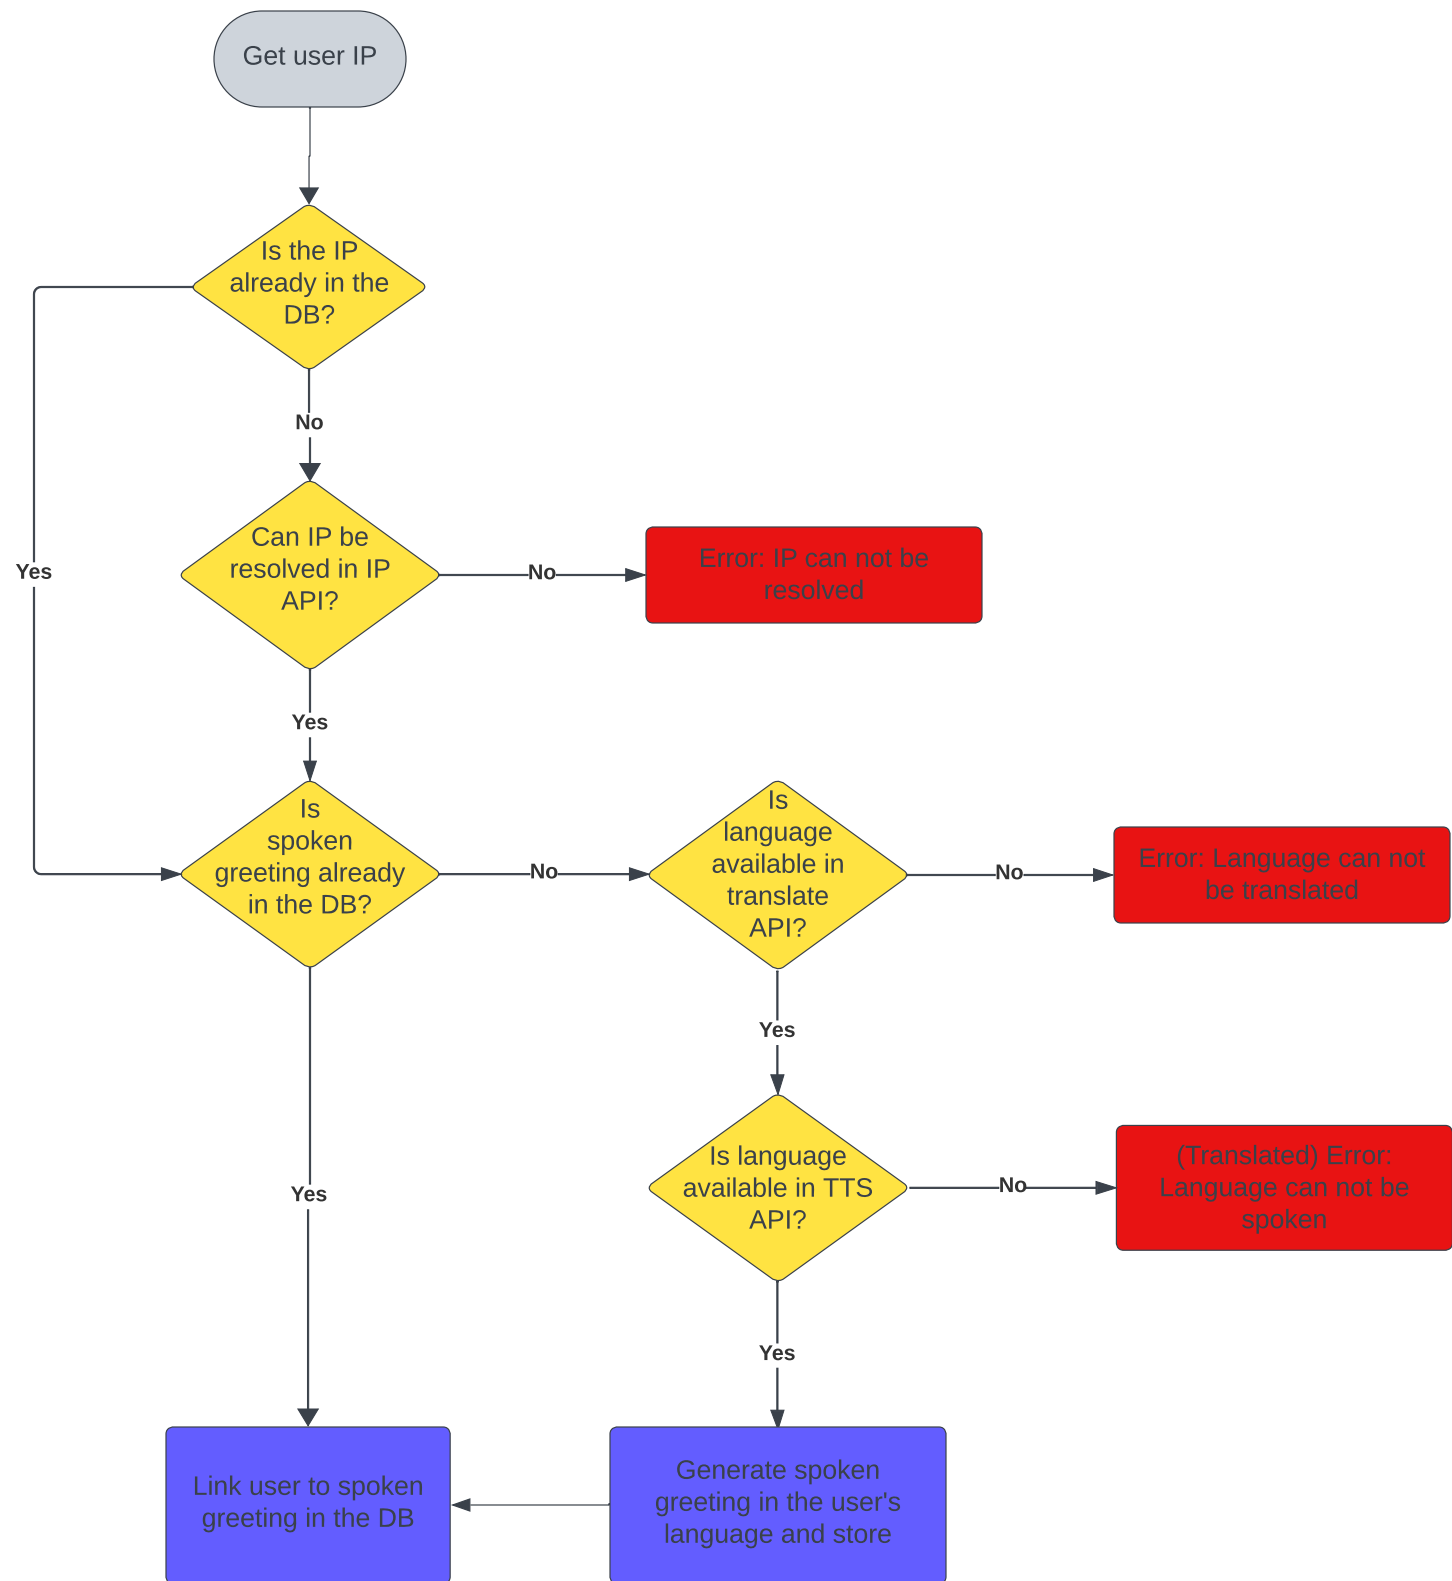 Get user IP
Is the IP
already in the
DB?
No
Can IP be
resolved in IP
API?
No
Error: IP can not be
resolved
Yes
Yes
Is
spoken
greeting already
in the DB?
No
Is
language
available in
translate
API?
No
Error: Language can not
be translated
Yes
Is language
available in TTS
API?
No
(Translated) Error:
Language can not be
spoken
Yes
Yes
Link user to spoken
greeting in the DB
Generate spoken
greeting in the user's
language and store